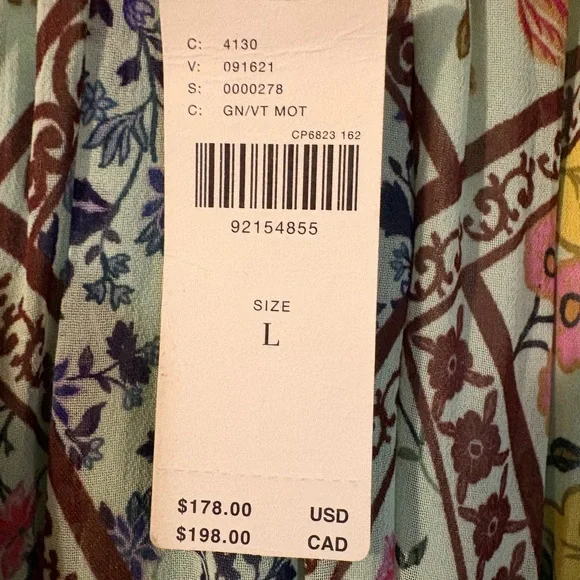 C: 4130
V: 091621
S: 0000278
C: GN/VT MOT
CP6823 162
92154855
SIZE
L
$178.00 USD
$198.00 CAD